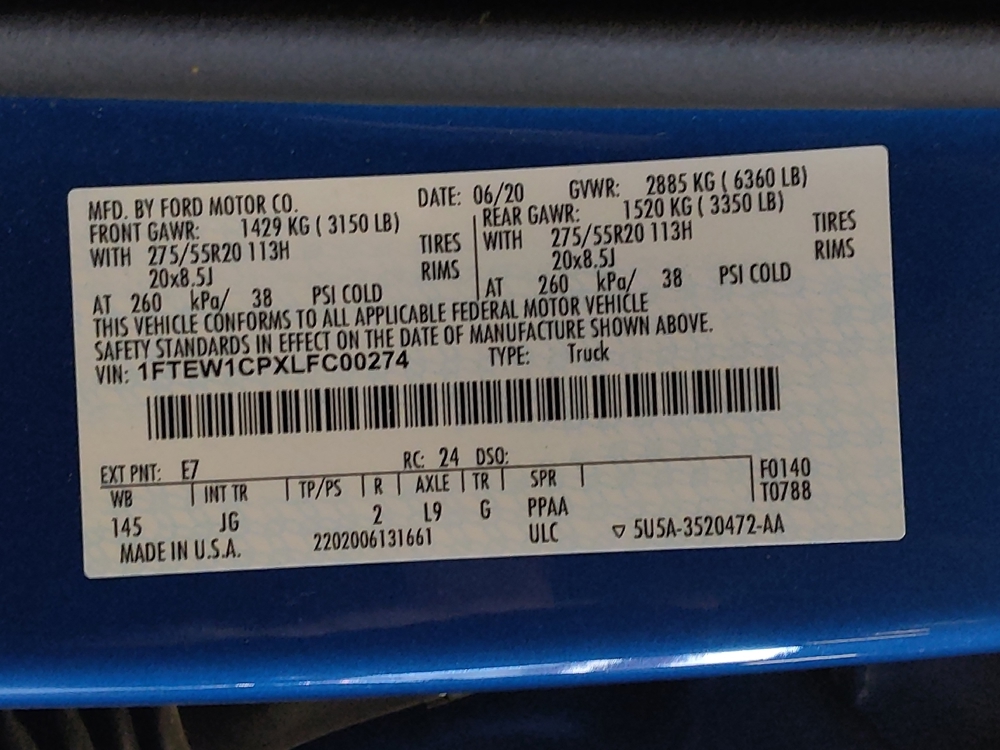 MFD. BY FORD MOTOR CO. DATE: 06/20 GVWR: 2885 KG ( 6360 LB)
FRONT GAWR: 1429 KG ( 3150 LB) REAR GAWR: 1520 KG ( 3350 LB)
WITH 275/55R20 113H TIRES WITH 275/55R20 113H TIRES
20x8.5J RIMS 20x8.5J RIMS
AT 260 kPa/ 38 PSI COLD AT 260 kPa/ 38 PSI COLD
THIS VEHICLE CONFORMS TO ALL APPLICABLE FEDERAL MOTOR VEHICLE
SAFETY STANDARDS IN EFFECT ON THE DATE OF MANUFACTURE SHOWN ABOVE.
VIN: 1FTEW1CPXLFC00274 TYPE: Truck
EXT PNT: E7 RC: 24 DSO:
WB INT TR TP/PS R AXLE TR SPR F0140
145 JG 2 L9 G PPAA T0788
MADE IN U.S.A. 2202006131661 ULC ▽ 5U5A-3520472-AA